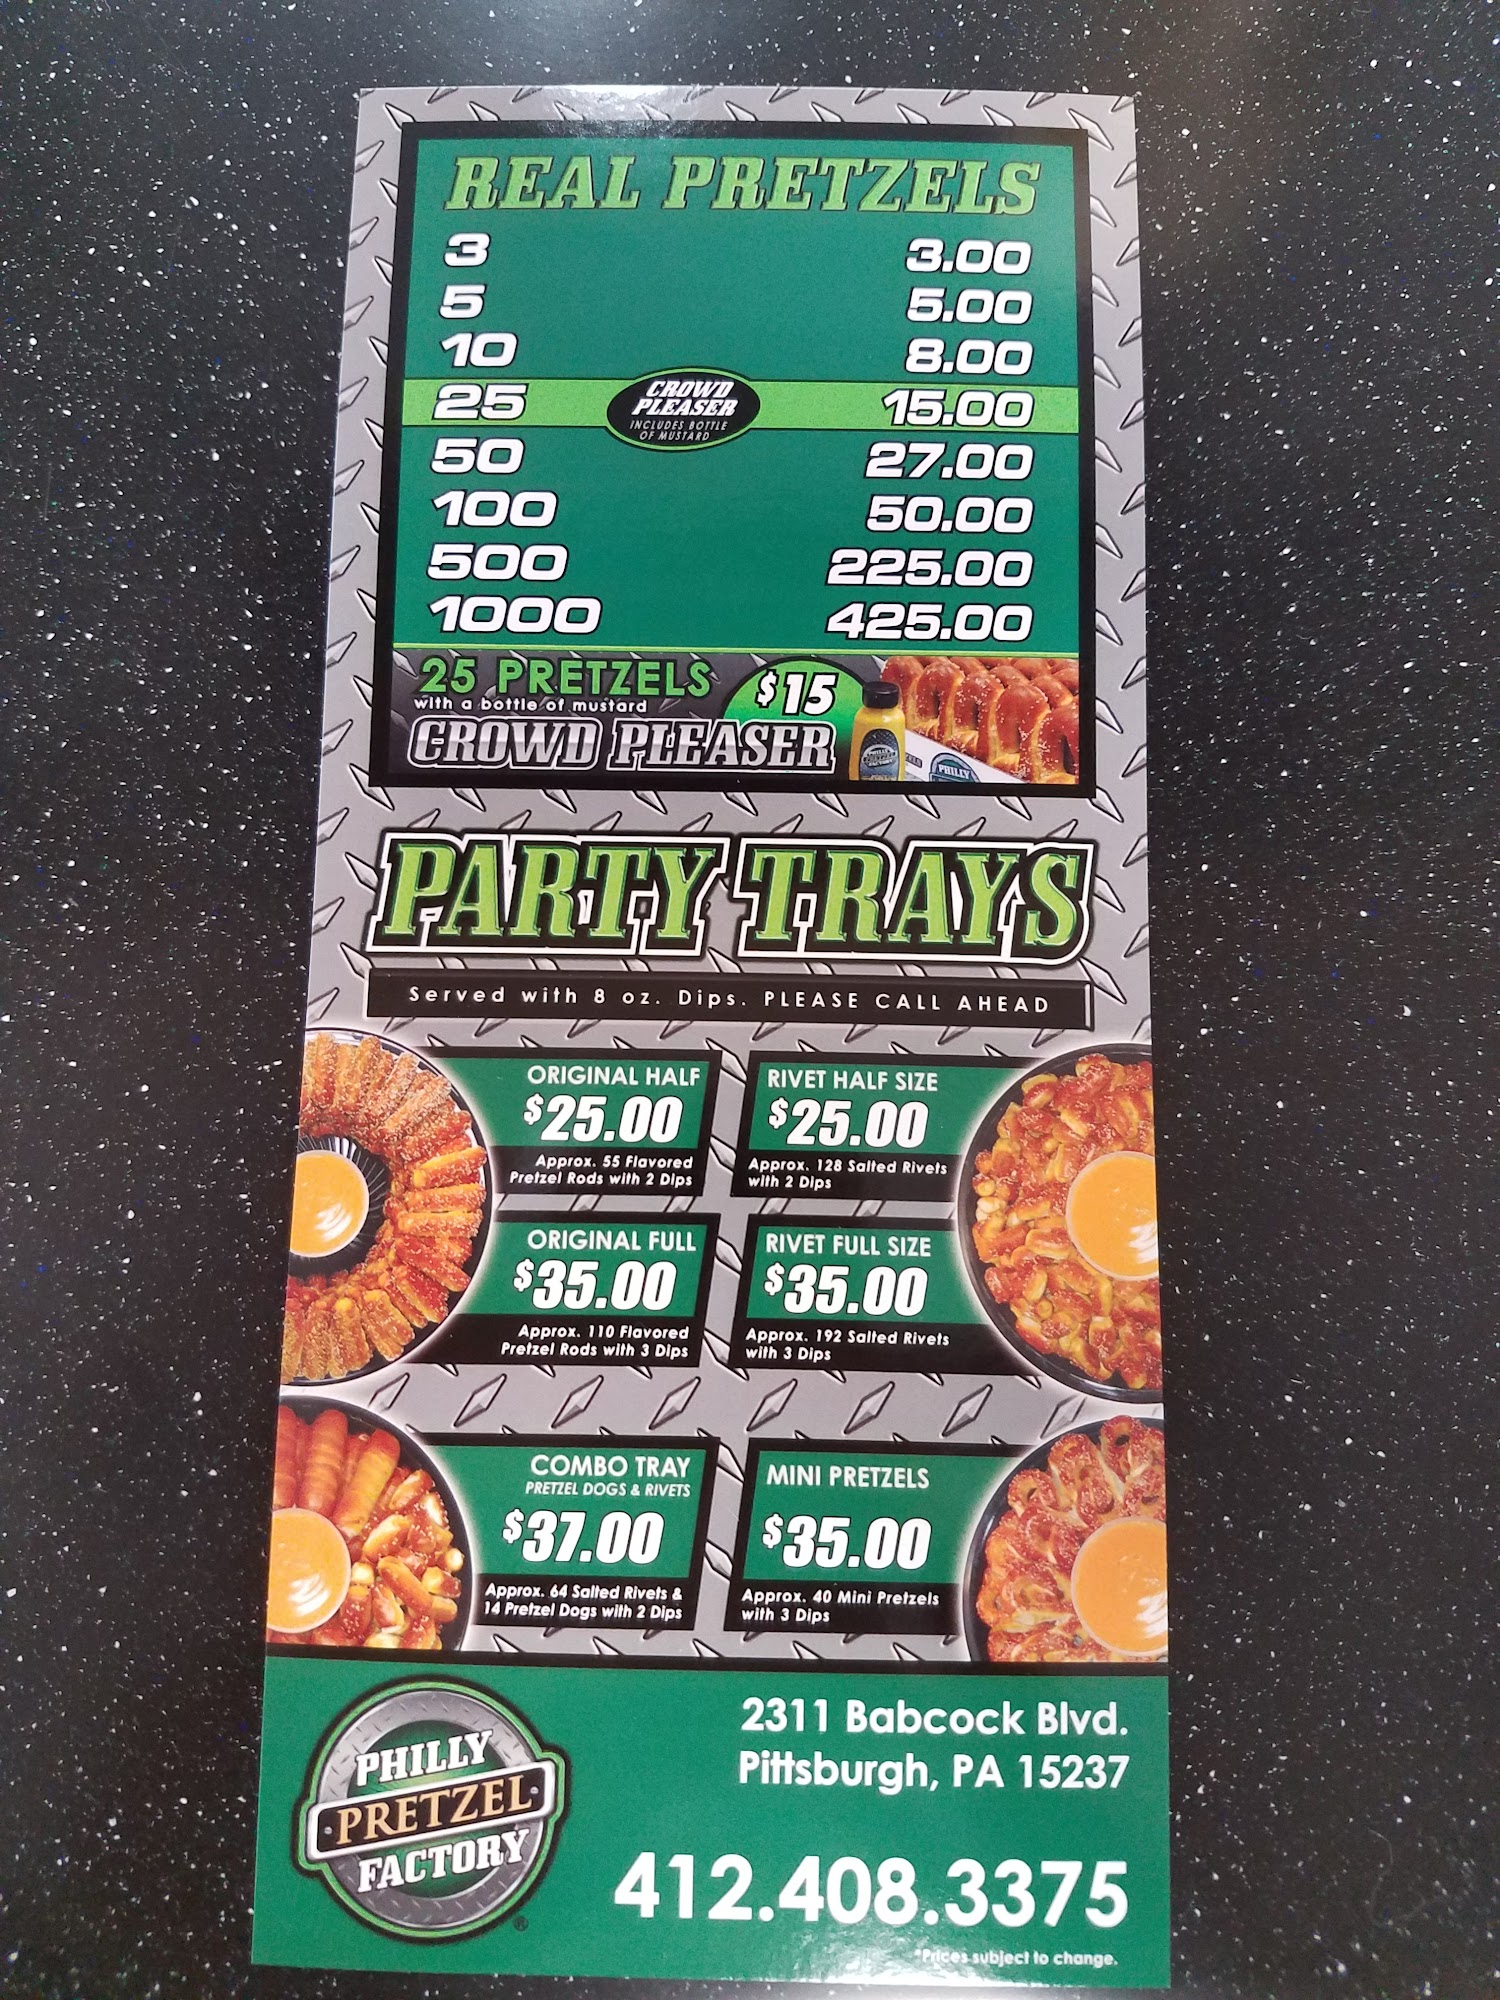 REAL PRETZELS
3 3.00
5 5.00
10 8.00
25 CROWD PLEASER INCLUDES BOTTLE OF MUSTARD 15.00
50 27.00
100 50.00
500 225.00
1000 425.00
25 PRETZELS $15
with a bottle of mustard
CROWD PLEASER
PHILLY
PARTY TRAYS
Served with 8 oz. Dips. PLEASE CALL AHEAD
ORIGINAL HALF
$25.00
Approx. 55 Flavored
Pretzel Rods with 2 Dips
RIVET HALF SIZE
$25.00
Approx. 128 Salted Rivets
with 2 Dips
ORIGINAL FULL
$35.00
Approx. 110 Flavored
Pretzel Rods with 3 Dips
RIVET FULL SIZE
$35.00
Approx. 192 Salted Rivets
with 3 Dips
COMBO TRAY
PRETZEL DOGS & RIVETS
$37.00
Approx. 64 Salted Rivets &
14 Pretzel Dogs with 2 Dips
MINI PRETZELS
$35.00
Approx. 40 Mini Pretzels
with 3 Dips
PHILLY
PRETZEL
FACTORY
®
2311 Babcock Blvd.
Pittsburgh, PA 15237
412.408.3375
*Prices subject to change.